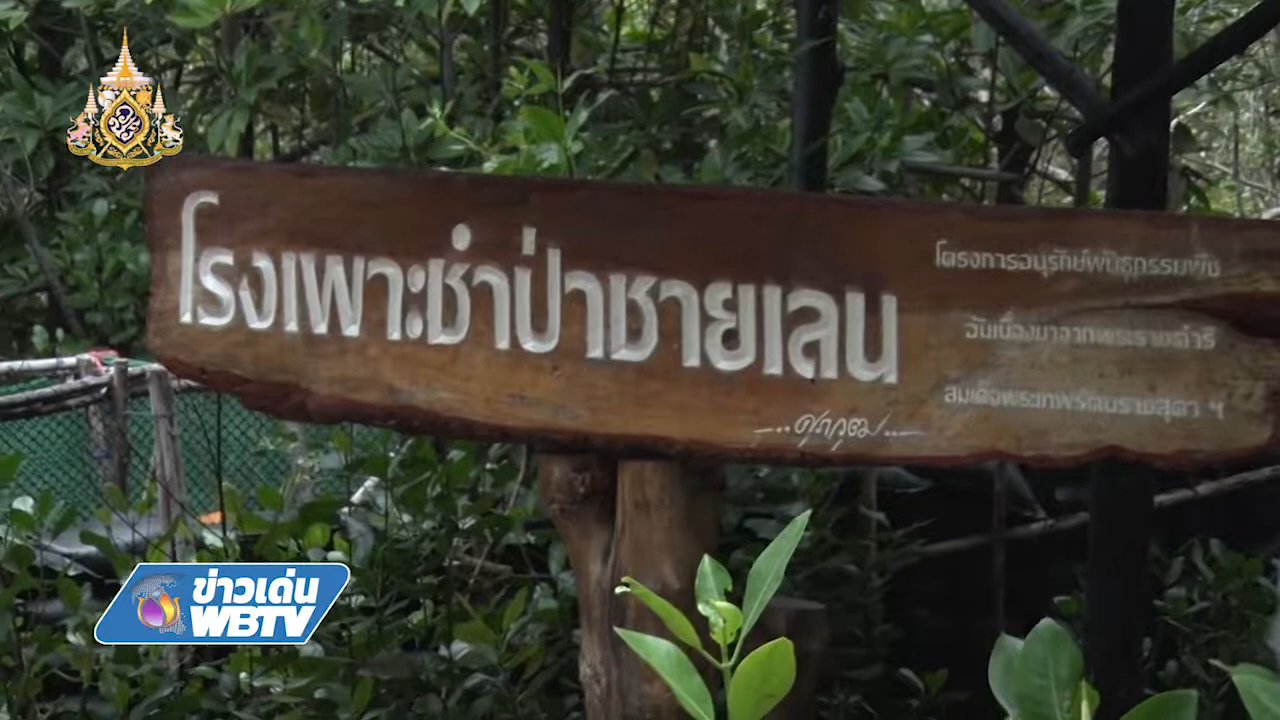 โรงเพาะชำป่าชายเลน
โครงการอนุรักษ์พันธุกรรมพืช
อันเนื่องมาจากพระราชดำริ
สมเด็จพระเทพรัตนราชสุดา ฯ
ข่าวเด่น
WBTV